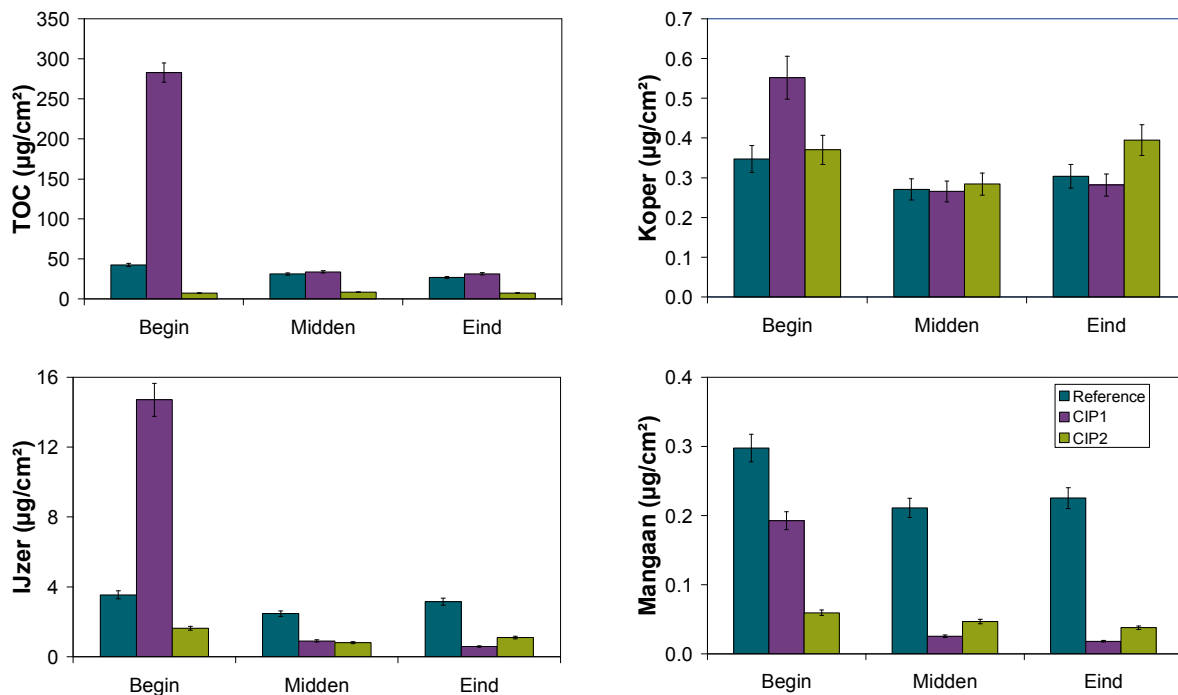 TOC (µg/cm²)
350
300
250
200
150
100
50
0
Begin Midden Eind
Koper (µg/cm²)
0.7
0.6
0.5
0.4
0.3
0.2
0.1
0.0
Begin Midden Eind
IJzer (µg/cm²)
16
12
8
4
0
Begin Midden Eind
Mangaan (µg/cm²)
0.4
0.3
0.2
0.1
0.0
Reference
CIP1
CIP2
Begin Midden Eind